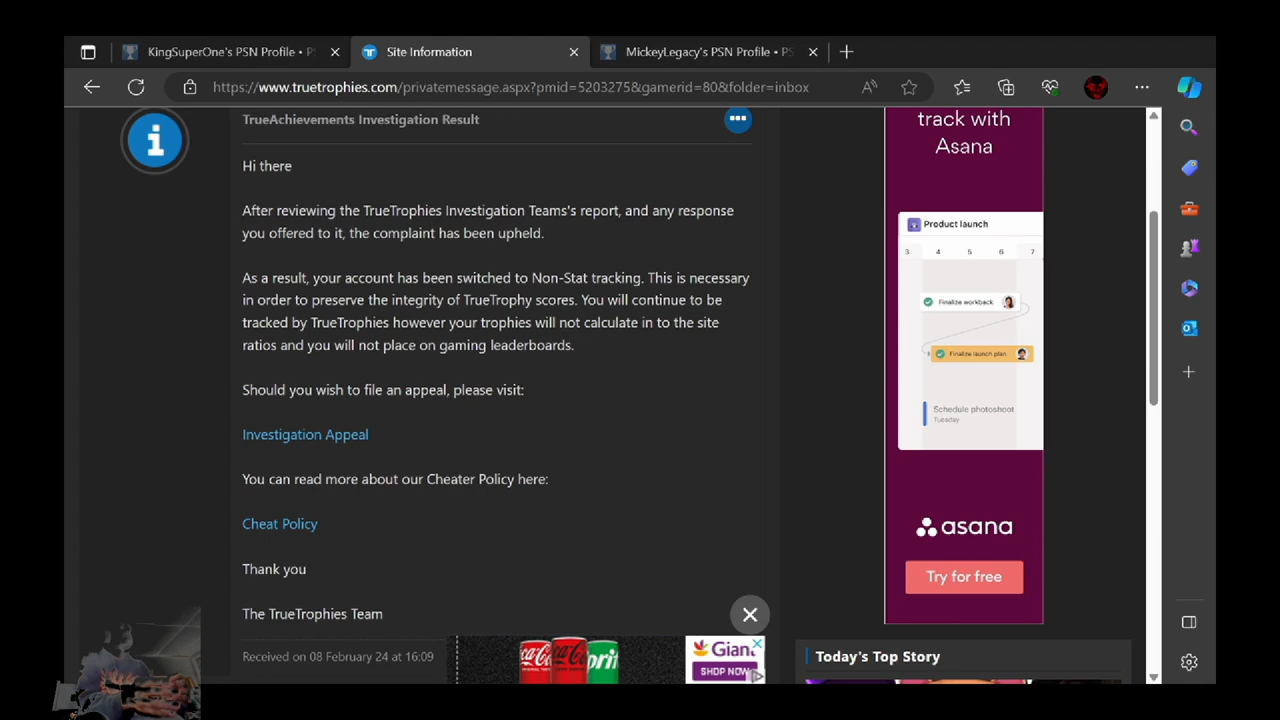 KingSuperOne's PSN Profile • P
Site Information
MickeyLegacy's PSN Profile • PS
https://www.truetrophies.com/privatemessage.aspx?pmid=5203275&gamerid=80&folder=inbox
TrueAchievements Investigation Result
Hi there
After reviewing the TrueTrophies Investigation Teams's report, and any response
you offered to it, the complaint has been upheld.
As a result, your account has been switched to Non-Stat tracking. This is necessary
in order to preserve the integrity of TrueTrophy scores. You will continue to be
tracked by TrueTrophies however your trophies will not calculate in to the site
ratios and you will not place on gaming leaderboards.
Should you wish to file an appeal, please visit:
Investigation Appeal
You can read more about our Cheater Policy here:
Cheat Policy
Thank you
The TrueTrophies Team
Received on 08 February 24 at 16:09
track with
Asana
Product launch
3 4 5 6 7
Finalize workback
Finalize launch plan
Schedule photoshoot
Tuesday
asana
Try for free
Giant
SHOP NOW
Today's Top Story